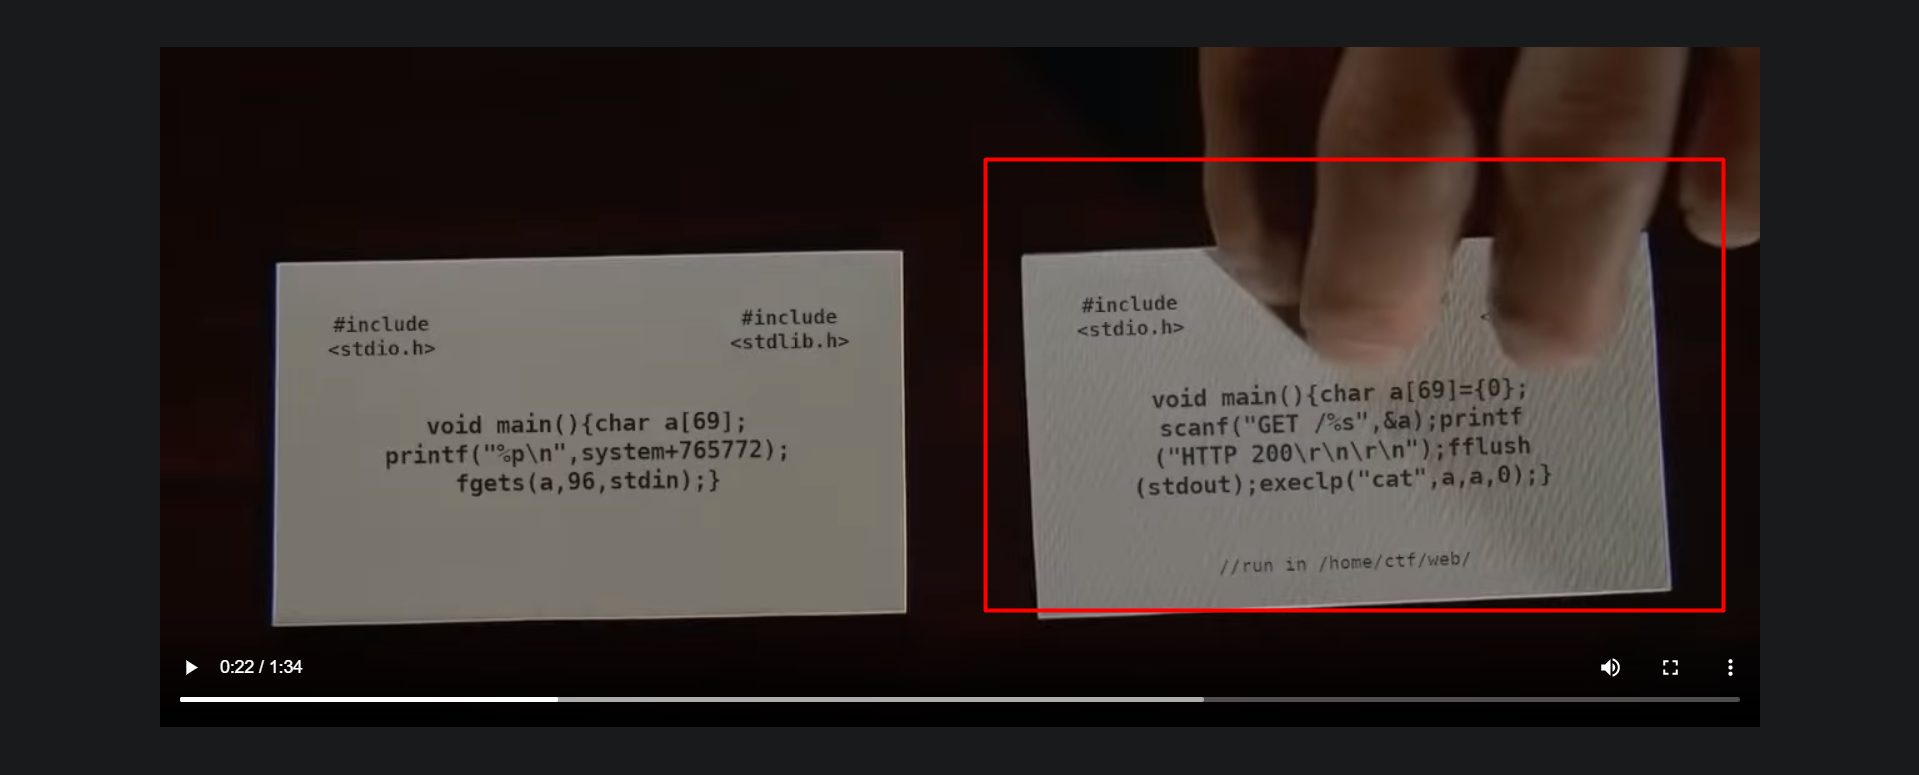 #include
<stdio.h>
#include
<stdlib.h>
void main(){char a[69];
printf("%p\n",system+765772);
fgets(a,96,stdin);}
#include
<stdio.h>
<
void main(){char a[69]={0};
scanf("GET /%s",&a);printf
("HTTP 200\r\n\r\n");fflush
(stdout);execlp("cat",a,a,0);}
//run in /home/ctf/web/
0:22 / 1:34